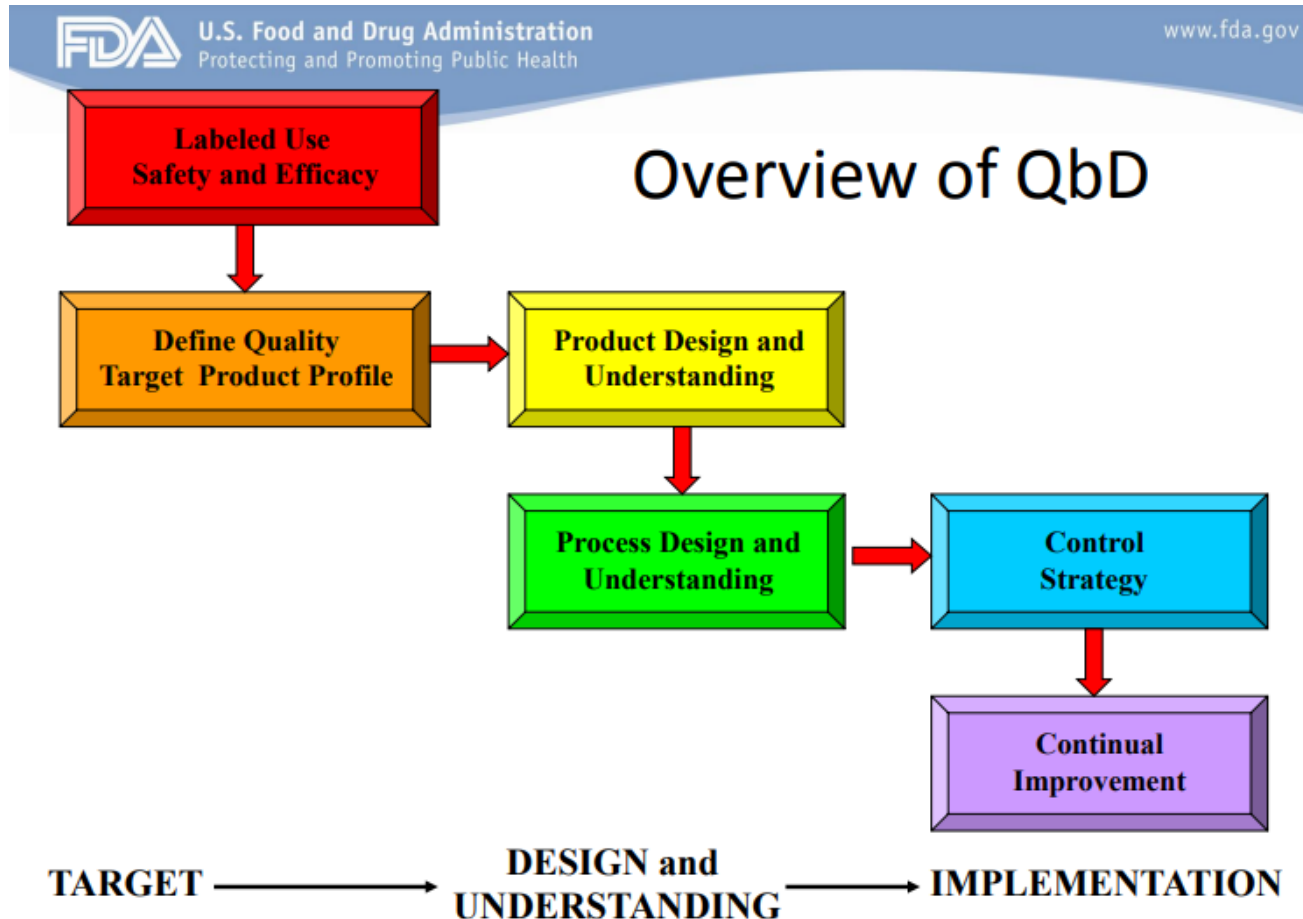 FDA
U.S. Food and Drug Administration
Protecting and Promoting Public Health
www.fda.gov
Labeled Use
Safety and Efficacy
Overview of QbD
Define Quality
Target Product Profile
Product Design and
Understanding
Process Design and
Understanding
Control
Strategy
Continual
Improvement
TARGET
DESIGN and
UNDERSTANDING
IMPLEMENTATION